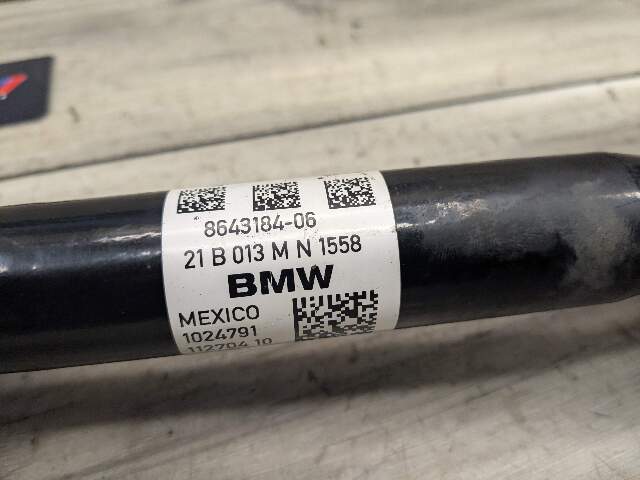 8643184-06
21 B 013 M N 1558
BMW
MEXICO
1024791